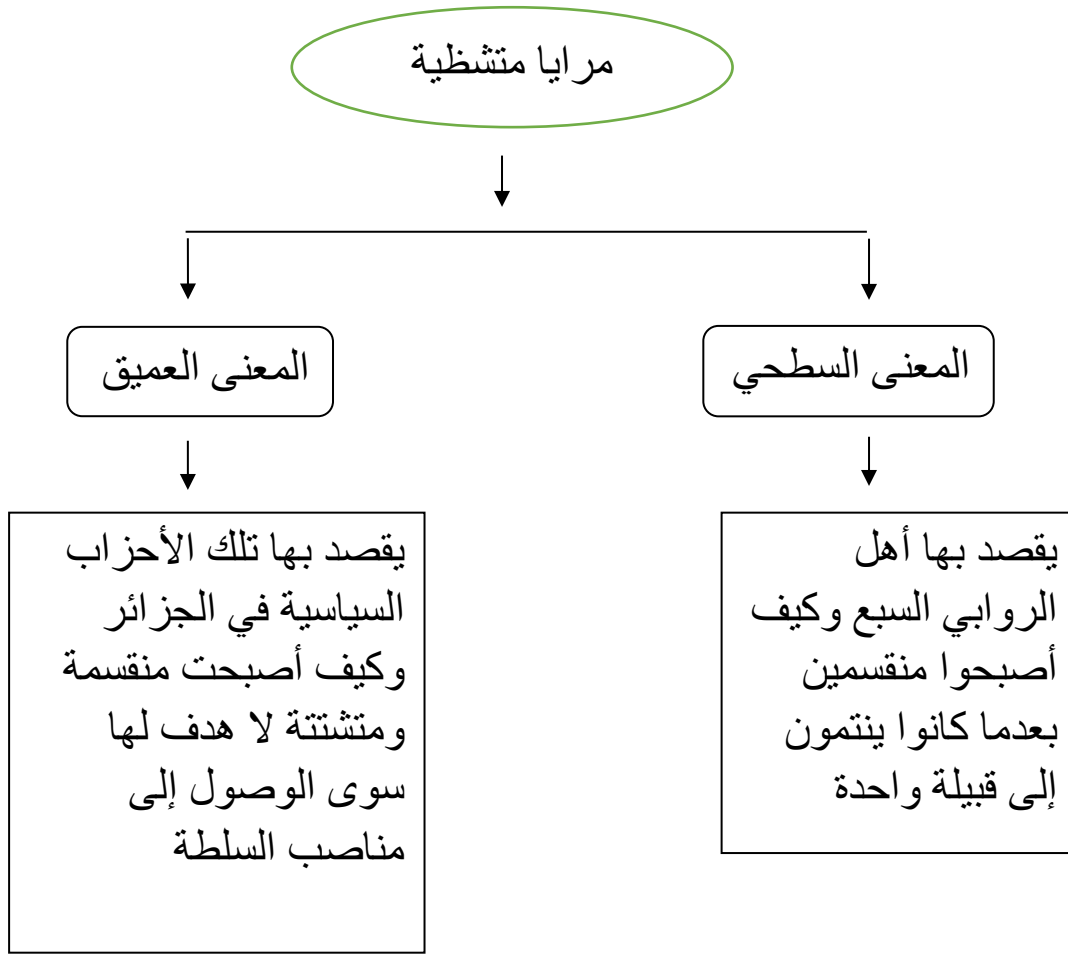 مرايا متشظية
المعنى السطحي
المعنى العميق
يقصد بها أهل
الروابي السبع وكيف
أصبحوا منقسمين
بعدما كانوا ينتمون
إلى قبيلة واحدة
يقصد بها تلك الأحزاب
السياسية في الجزائر
وكيف أصبحت منقسمة
ومتشتتة لا هدف لها
سوى الوصول إلى
مناصب السلطة